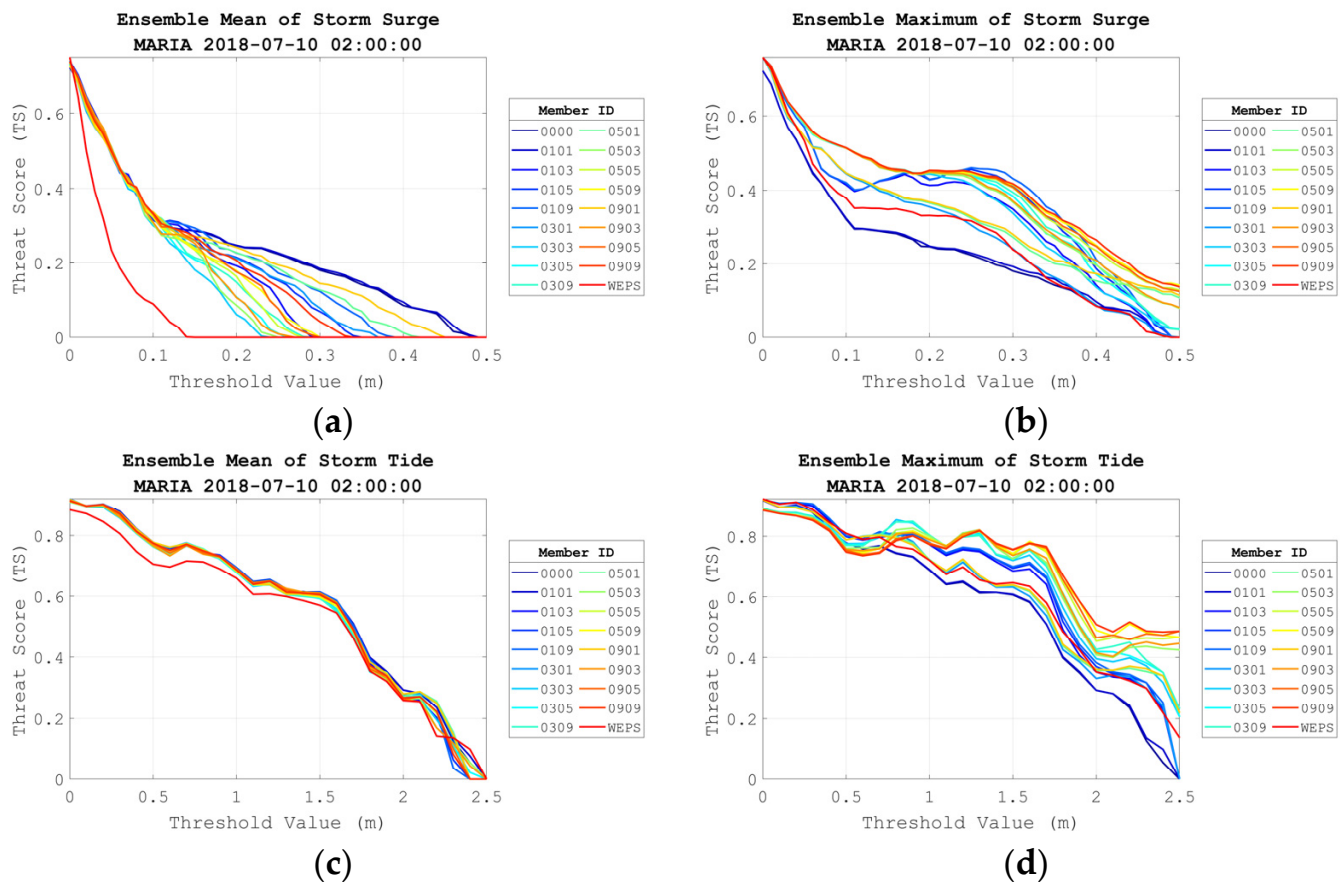 Ensemble Mean of Storm Surge
MARIA 2018-07-10 02:00:00
Threat Score (TS)
0.6
0.4
0.2
0
0 0.1 0.2 0.3 0.4 0.5
Threshold Value (m)
Member ID
0000 0501
0101 0503
0103 0505
0105 0509
0109 0901
0301 0903
0303 0905
0305 0909
0309 WEPS
(a)
Ensemble Maximum of Storm Surge
MARIA 2018-07-10 02:00:00
Threat Score (TS)
0.6
0.4
0.2
0
0 0.1 0.2 0.3 0.4 0.5
Threshold Value (m)
Member ID
0000 0501
0101 0503
0103 0505
0105 0509
0109 0901
0301 0903
0303 0905
0305 0909
0309 WEPS
(b)
Ensemble Mean of Storm Tide
MARIA 2018-07-10 02:00:00
Threat Score (TS)
0.8
0.6
0.4
0.2
0
0 0.5 1 1.5 2 2.5
Threshold Value (m)
Member ID
0000 0501
0101 0503
0103 0505
0105 0509
0109 0901
0301 0903
0303 0905
0305 0909
0309 WEPS
(c)
Ensemble Maximum of Storm Tide
MARIA 2018-07-10 02:00:00
Threat Score (TS)
0.8
0.6
0.4
0.2
0
0 0.5 1 1.5 2 2.5
Threshold Value (m)
Member ID
0000 0501
0101 0503
0103 0505
0105 0509
0109 0901
0301 0903
0303 0905
0305 0909
0309 WEPS
(d)